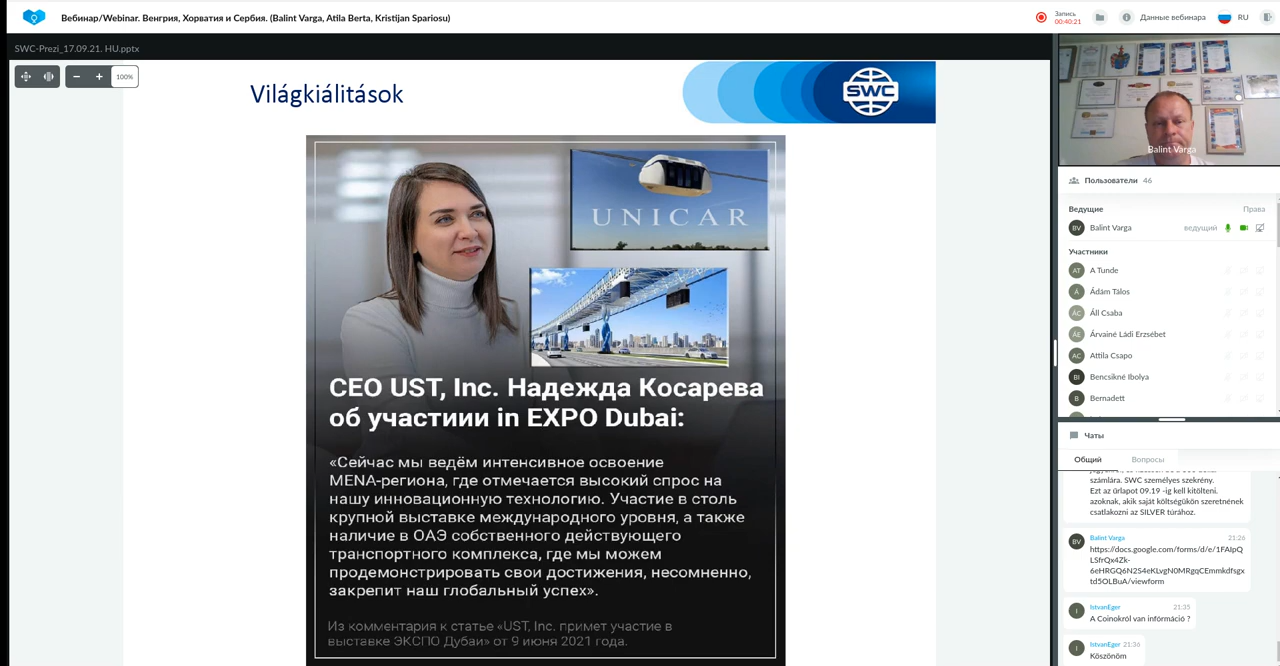 Вебинар/Webinar. Венгрия, Хорватия и Сербия. (Balint Varga, Atila Berta, Kristijan Spariosu)
Запись
00:40:21
Данные вебинара
RU
SWC-Prezi_17.09.21. HU.pptx
100%
Világkiálitások
SWC
UNICAR
CEO UST, Inc. Надежда Косарева
об участиии in EXPO Dubai:
«Сейчас мы ведём интенсивное освоение
MENA-региона, где отмечается высокий спрос на
нашу инновационную технологию. Участие в столь
крупной выставке международного уровня, а также
наличие в ОАЭ собственного действующего
транспортного комплекса, где мы можем
продемонстрировать свои достижения, несомненно,
закрепит наш глобальный успех».
Из комментария к статье «UST, Inc. примет участие в
выставке ЭКСПО Дубаи» от 9 июня 2021 года.
Balint Varga
Пользователи 46
Ведущие Права
BV Balint Varga ведущий
Участники
AT A Tunde
Á Ádám Tálos
ÁC Áll Csaba
ÁE Árvainé Ládi Erzsébet
AC Attila Csapo
BI Bencsikné Ibolya
B Bernadett
Чаты
Общий Вопросы
számlára. SWC személyes szekrény.
Ezt az űrlapot 09.19 -ig kell kitölteni.
azoknak, akik saját költségükön szeretnének
csatlakozni az SILVER túrához.
BV Balint Varga 21:26
https://docs.google.com/forms/d/e/1FAIpQ
LSfrQx4Zk-
6eHRGQ6N2S4eKLvgN0MRgqCEmmkdfsgx
td5OLBuA/viewform
I IstvanEger 21:35
A Coinokról van infórmáció ?
I IstvanEger 21:36
Köszönöm